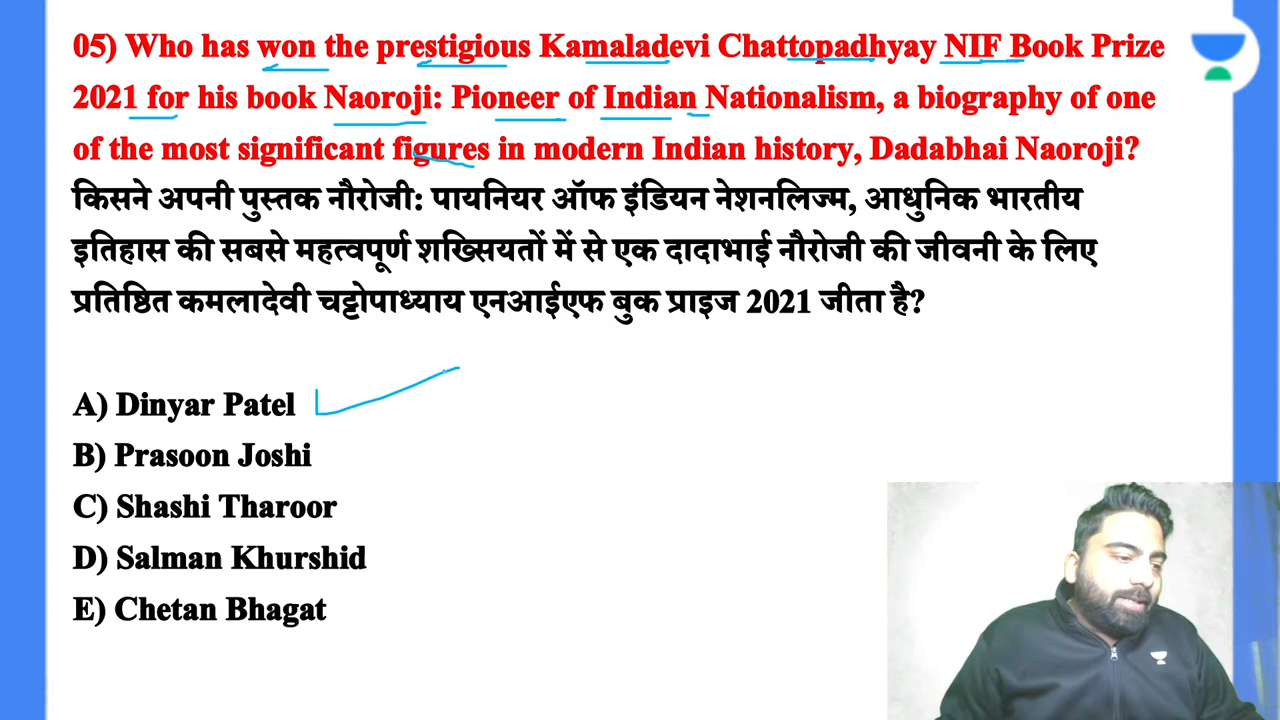 05) Who has won the prestigious Kamaladevi Chattopadhyay NIF Book Prize
2021 for his book Naoroji: Pioneer of Indian Nationalism, a biography of one
of the most significant figures in modern Indian history, Dadabhai Naoroji?
किसने अपनी पुस्तक नौरोजी: पायनियर ऑफ इंडियन नेशनलिज्म, आधुनिक भारतीय
इतिहास की सबसे महत्वपूर्ण शख्सियतों में से एक दादाभाई नौरोजी की जीवनी के लिए
प्रतिष्ठित कमलादेवी चट्टोपाध्याय एनआईएफ बुक प्राइज 2021 जीता है?
A) Dinyar Patel
B) Prasoon Joshi
C) Shashi Tharoor
D) Salman Khurshid
E) Chetan Bhagat